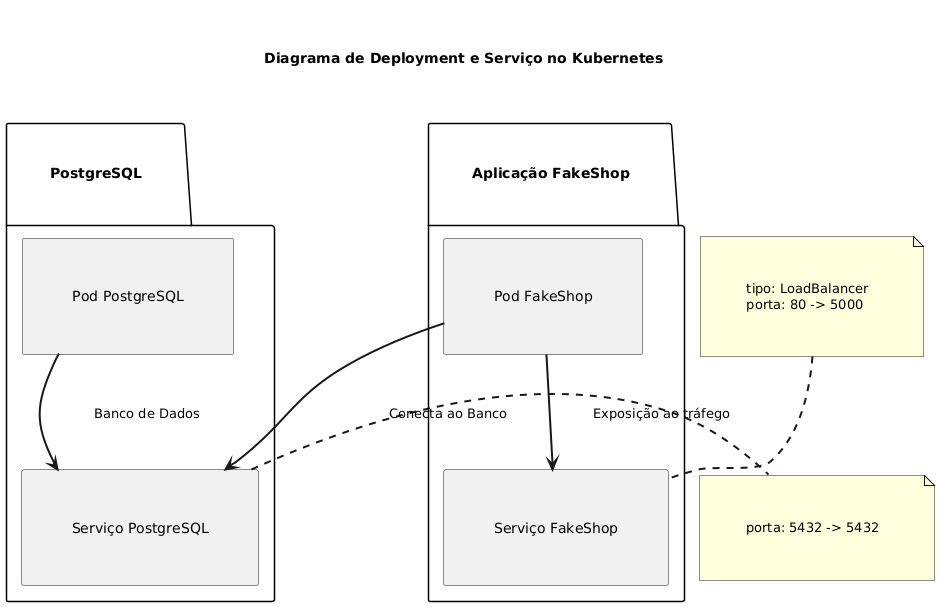 Diagrama de Deployment e Serviço no Kubernetes
PostgreSQL
Aplicação FakeShop
Pod PostgreSQL
Pod FakeShop
tipo: LoadBalancer
porta: 80 -> 5000
Banco de Dados
Conecta ao Banco
Exposição ao tráfego
Serviço PostgreSQL
Serviço FakeShop
porta: 5432 -> 5432